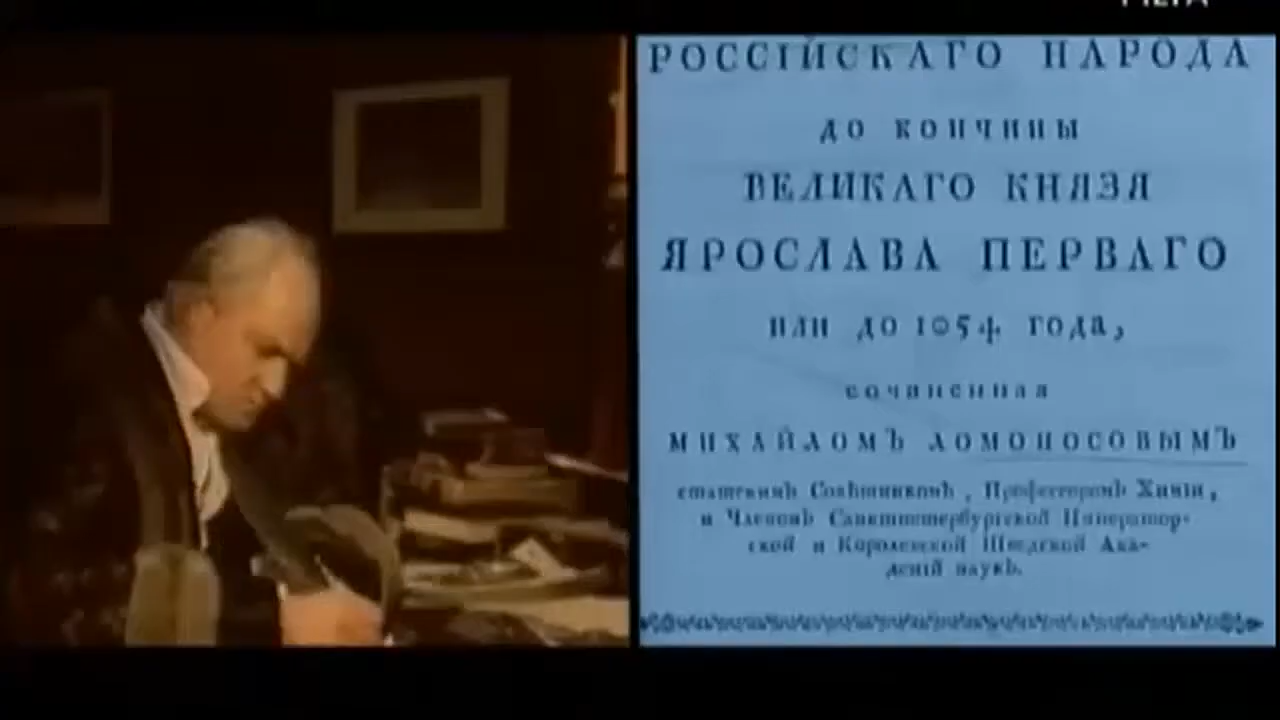 МЕГА
РОССІЙСКАГО НАРОДА
ДО КОНЧИНЫ
ВЕЛИКАГО КНЯЗЯ
ЯРОСЛАВА ПЕРВАГО
или до 1054 года,
сочиненная
МИХАЙЛОМЪ ЛОМОНОСОВЫМЪ
статскимъ Совѣтникомъ, Профессоромъ Химіи,
и Членомъ Санктпетербургской Император-
ской и Королевской Шведской Ака-
демій наукъ.